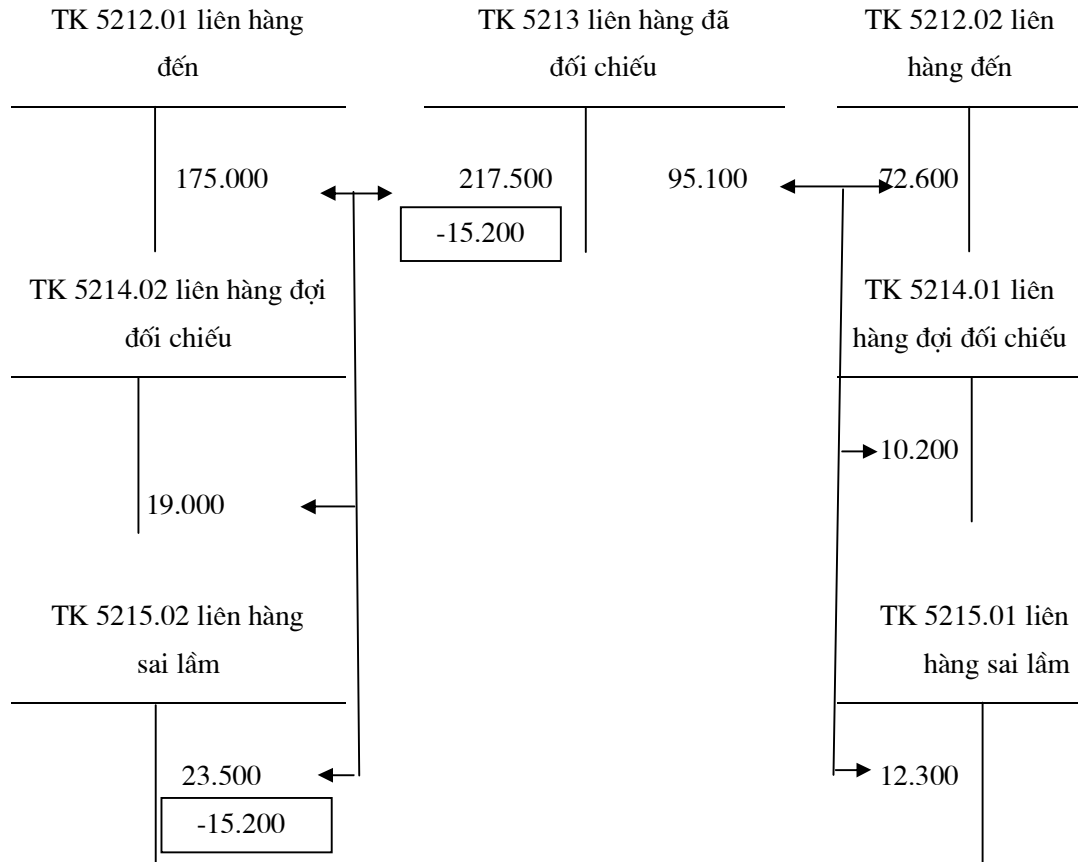 TK 5212.01 liên hàng
đến
TK 5213 liên hàng đã
đối chiếu
TK 5212.02 liên
hàng đến
175.000
217.500
95.100
72.600
-15.200
TK 5214.02 liên hàng đợi
đối chiếu
TK 5214.01 liên
hàng đợi đối chiếu
10.200
19.000
TK 5215.02 liên hàng
sai lầm
TK 5215.01 liên
hàng sai lầm
23.500
12.300
-15.200